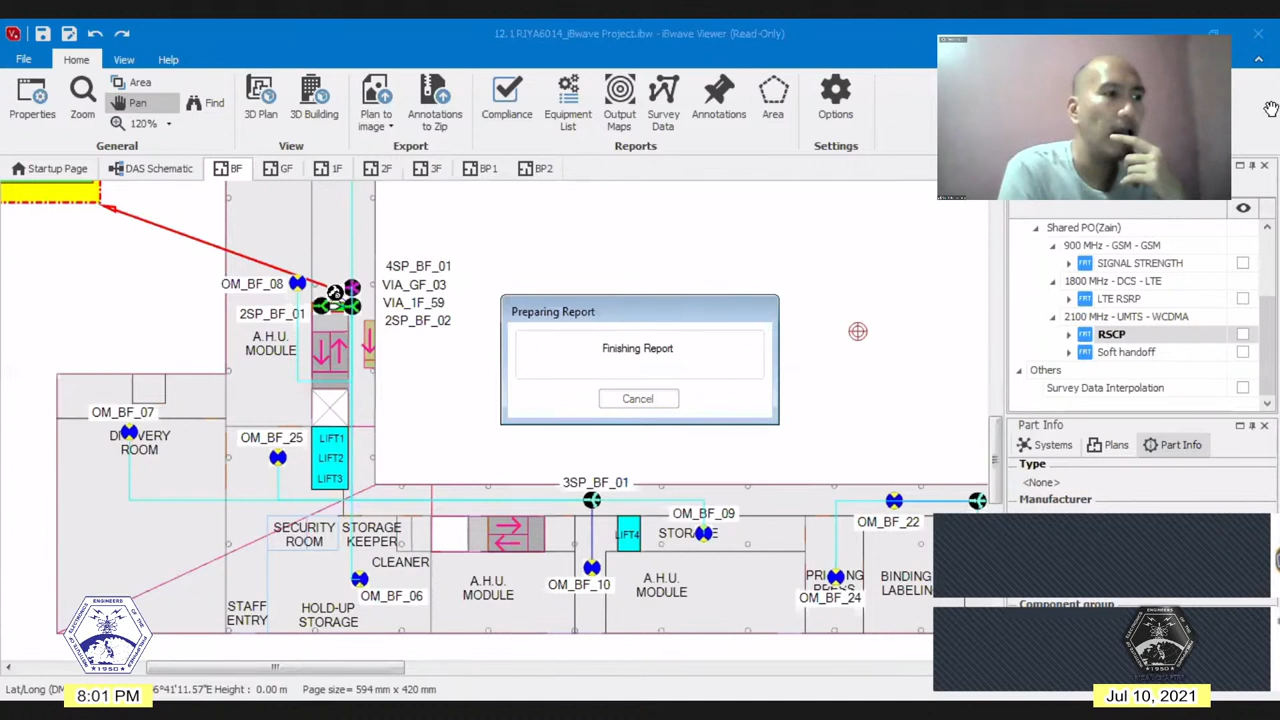 12.1 RIYA6014_iBwave Project.ibw - iBwave Viewer (Read-Only)
File
Home
View
Help
Properties
Zoom
Area
Pan
120%
Find
General
3D Plan
3D Building
View
Plan to image
Annotations to Zip
Export
Compliance
Equipment List
Output Maps
Survey Data
Annotations
Area
Reports
Options
Settings
Startup Page
DAS Schematic
BF
GF
1F
2F
3F
BP1
BP2
OM_BF_08
2SP_BF_01
A.H.U.
MODULE
4SP_BF_01
VIA_GF_03
VIA_1F_59
2SP_BF_02
OM_BF_07
ROOM
OM_BF_25
LIFT1
LIFT2
LIFT3
3SP_BF_01
OM_BF_09
OM_BF_22
SECURITY
ROOM
STORAGE
KEEPER
CLEANER
LIFT4
A.H.U.
MODULE
OM_BF_10
A.H.U.
MODULE
OM_BF_24
BINDING
OM_BF_06
STAFF
ENTRY
HOLD-UP
STORAGE
Preparing Report
Finishing Report
Cancel
Shared PO(Zain)
900 MHz - GSM - GSM
SIGNAL STRENGTH
1800 MHz - DCS - LTE
LTE RSRP
2100 MHz - UMTS - WCDMA
RSCP
Soft handoff
Others
Survey Data Interpolation
Part Info
Systems
Plans
Part Info
Type
<None>
Manufacturer
Component group
6°41'11.57"E Height : 0.00 m Page size= 594 mm x 420 mm
1950
8:01 PM
1950
Jul 10, 2021